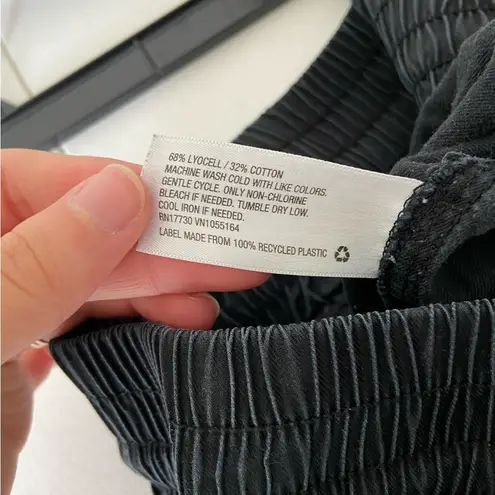 68% LYOCELL / 32% COTTON
MACHINE WASH COLD WITH LIKE COLORS.
GENTLE CYCLE. ONLY NON-CHLORINE
BLEACH IF NEEDED. TUMBLE DRY LOW.
COOL IRON IF NEEDED.
RN17730 VN1055164
LABEL MADE FROM 100% RECYCLED PLASTIC